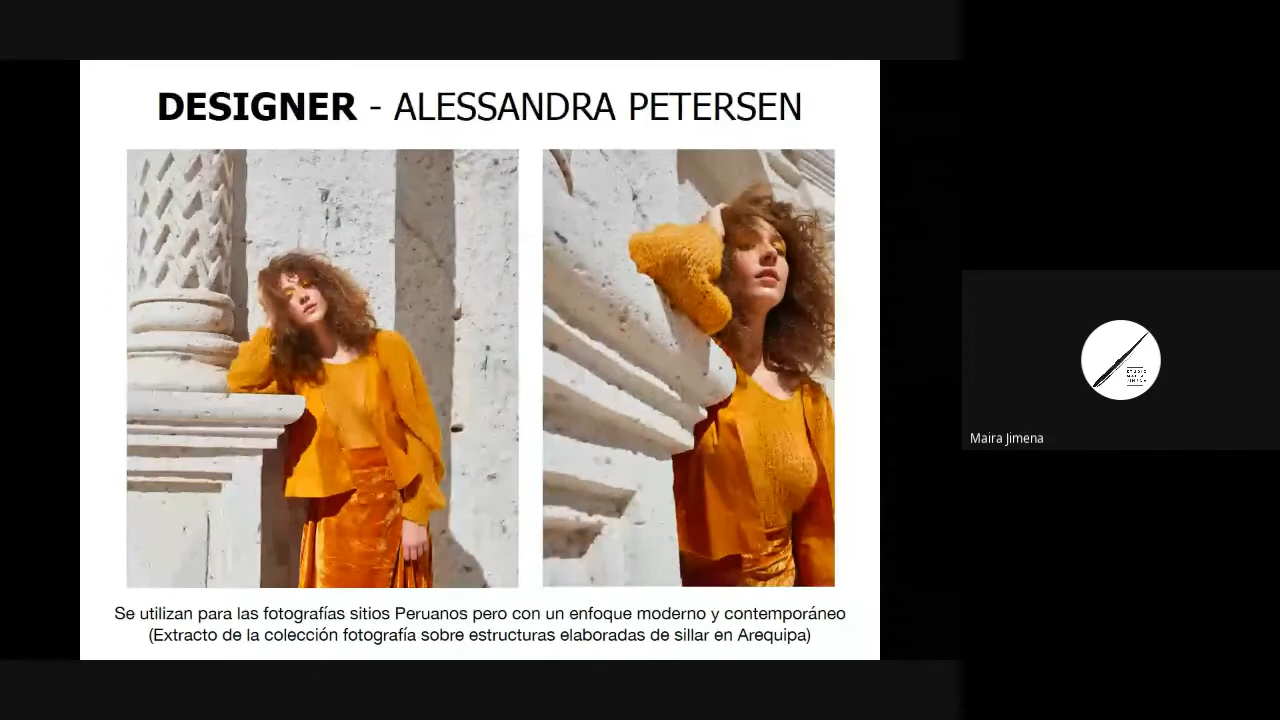 DESIGNER - ALESSANDRA PETERSEN
Se utilizan para las fotografías sitios Peruanos pero con un enfoque moderno y contemporáneo
(Extracto de la colección fotografía sobre estructuras elaboradas de sillar en Arequipa)
Maira Jimena